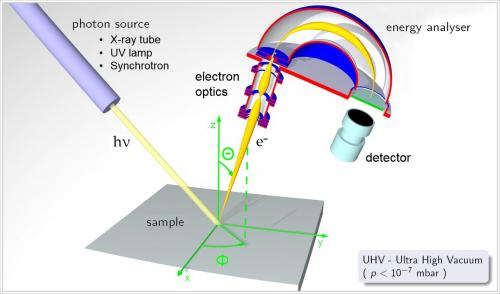 photon source
• X-ray tube
• UV lamp
• Synchrotron
energy analyser
electron
optics
hν
e-
detector
z
Θ
sample
y
x
Φ
UHV - Ultra High Vacuum
( p < 10⁻⁷ mbar )